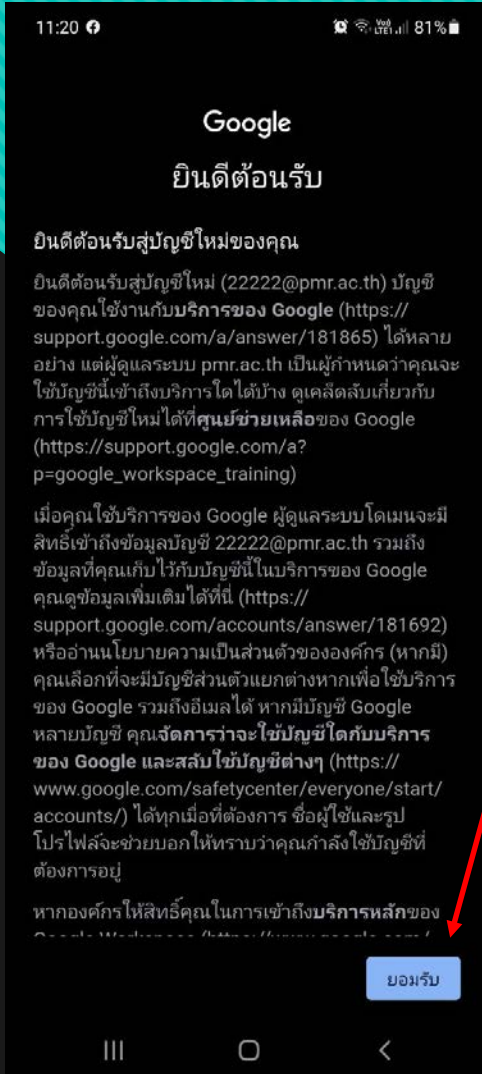 11:20
Vo) LTE1 81%
Google
ยินดีต้อนรับ
ยินดีต้อนรับสู่บัญชีใหม่ของคุณ
ยินดีต้อนรับสู่บัญชีใหม่ (22222@pmr.ac.th) บัญชี
ของคุณใช้งานกับบริการของ Google (https://
support.google.com/a/answer/181865) ได้หลาย
อย่าง แต่ผู้ดูแลระบบ pmr.ac.th เป็นผู้กำหนดว่าคุณจะ
ใช้บัญชีนี้เข้าถึงบริการใดได้บ้าง ดูเคล็ดลับเกี่ยวกับ
การใช้บัญชีใหม่ได้ที่ศูนย์ช่วยเหลือของ Google
(https://support.google.com/a?
p=google_workspace_training)
เมื่อคุณใช้บริการของ Google ผู้ดูแลระบบโดเมนจะมี
สิทธิ์เข้าถึงข้อมูลบัญชี 22222@pmr.ac.th รวมถึง
ข้อมูลที่คุณเก็บไว้กับบัญชีนี้ในบริการของ Google
คุณดูข้อมูลเพิ่มเติมได้ที่นี่ (https://
support.google.com/accounts/answer/181692)
หรืออ่านนโยบายความเป็นส่วนตัวขององค์กร (หากมี)
คุณเลือกที่จะมีบัญชีส่วนตัวแยกต่างหากเพื่อใช้บริการ
ของ Google รวมถึงอีเมลได้ หากมีบัญชี Google
หลายบัญชี คุณจัดการว่าจะใช้บัญชีใดกับบริการ
ของ Google และสลับใช้บัญชีต่างๆ (https://
www.google.com/safetycenter/everyone/start/
accounts/) ได้ทุกเมื่อที่ต้องการ ชื่อผู้ใช้และรูป
โปรไฟล์จะช่วยบอกให้ทราบว่าคุณกำลังใช้บัญชีที่
ต้องการอยู่
หากองค์กรให้สิทธิ์คุณในการเข้าถึงบริการหลักของ
Google Workspace (https://www.google.com/
ยอมรับ